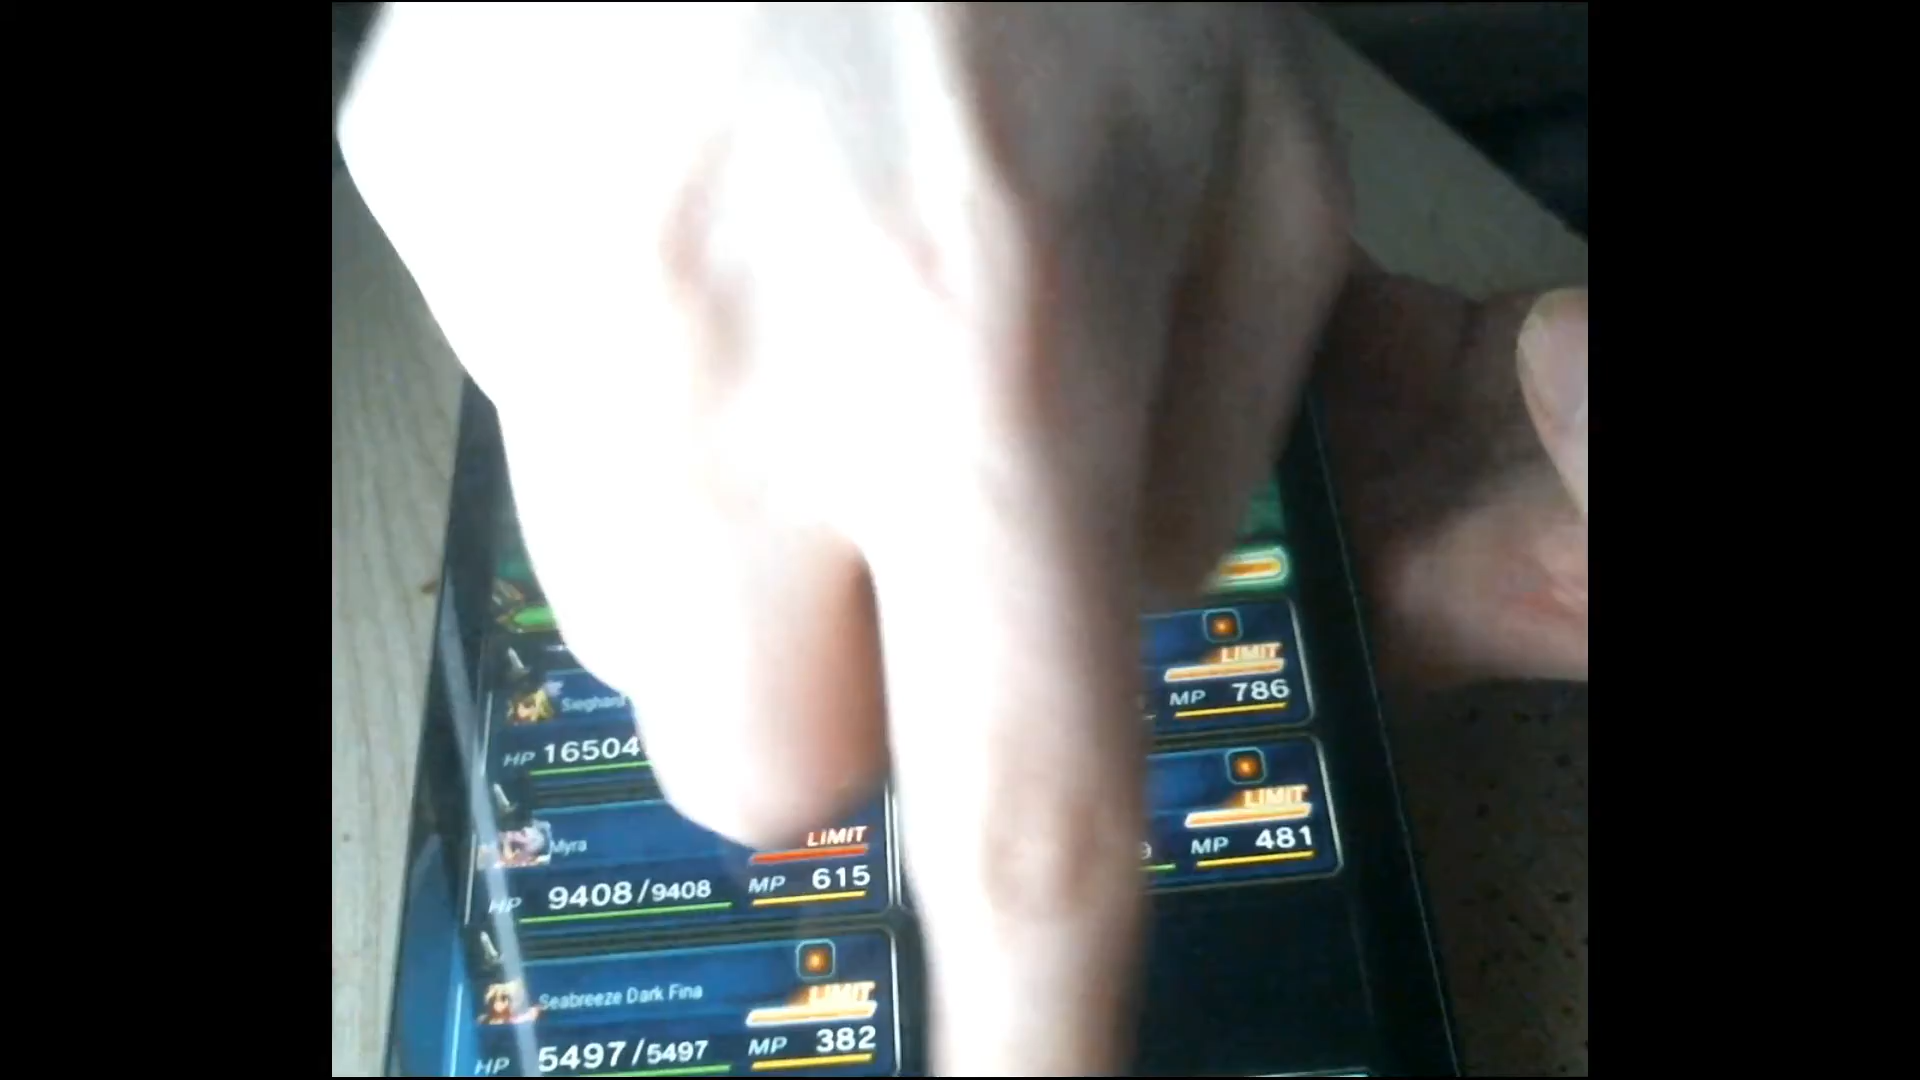 LIMIT
MP 786
Sieghard
HP 16504
LIMIT
MP 481
Myra
LIMIT
HP 9408/9408 MP 615
Seabreeze Dark Fina
LIMIT
HP 5497/5497 MP 382